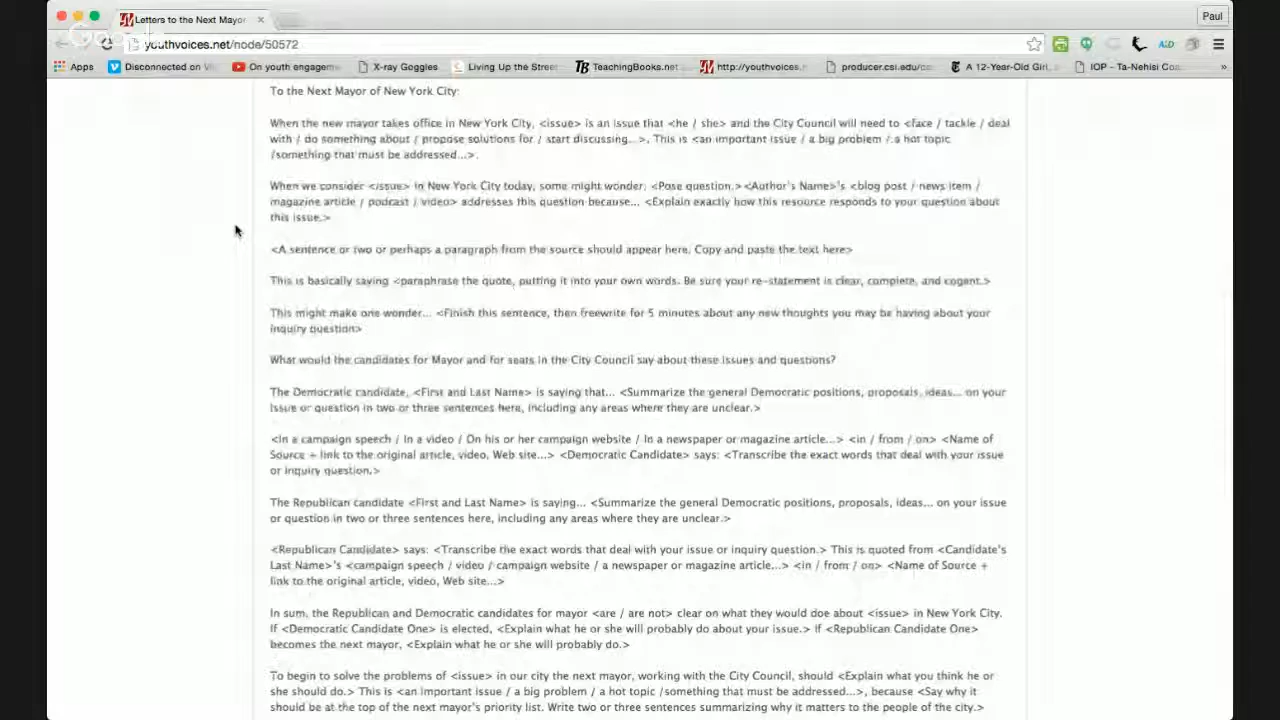 Letters to the Next Mayor
Paul
youthvoices.net/node/50572
Apps
Disconnected on Vi
On youth engagem
X-ray Goggles
Living Up the Stree
TeachingBooks.net
http://youthvoices.
producer.csi.edu/
A 12-Year-Old Girl,
IOP - Ta-Nehisi Co
»
To the Next Mayor of New York City:
When the new mayor takes office in New York City, <issue> is an issue that <he / she> and the City Council will need to <face / tackle / deal
with / do something about / propose solutions for / start discussing...>. This is <an important issue / a big problem / a hot topic
/something that must be addressed...>.
When we consider <issue> in New York City today, some might wonder: <Pose question.> <Author's Name>'s <blog post / news item /
magazine article / podcast / video> addresses this question because... <Explain exactly how this resource responds to your question about
this issue.>
<A sentence or two or perhaps a paragraph from the source should appear here. Copy and paste the text here>
This is basically saying <paraphrase the quote, putting it into your own words. Be sure your re-statement is clear, complete, and cogent.>
This might make one wonder... <Finish this sentence, then freewrite for 5 minutes about any new thoughts you may be having about your
inquiry question>
What would the candidates for Mayor and for seats in the City Council say about these issues and questions?
The Democratic candidate, <First and Last Name> is saying that... <Summarize the general Democratic positions, proposals, ideas... on your
issue or question in two or three sentences here, including any areas where they are unclear.>
<In a campaign speech / In a video / On his or her campaign website / In a newspaper or magazine article...> <in / from / on> <Name of
Source + link to the original article, video, Web site...> <Democratic Candidate> says: <Transcribe the exact words that deal with your issue
or inquiry question.>
The Republican candidate <First and Last Name> is saying... <Summarize the general Democratic positions, proposals, ideas... on your issue
or question in two or three sentences here, including any areas where they are unclear.>
<Republican Candidate> says: <Transcribe the exact words that deal with your issue or inquiry question.> This is quoted from <Candidate's
Last Name>'s <campaign speech / video / campaign website / a newspaper or magazine article...> <in / from / on> <Name of Source +
link to the original article, video, Web site...>
In sum, the Republican and Democratic candidates for mayor <are / are not> clear on what they would doe about <issue> in New York City.
If <Democratic Candidate One> is elected, <Explain what he or she will probably do about your issue.> If <Republican Candidate One>
becomes the next mayor, <Explain what he or she will probably do.>
To begin to solve the problems of <issue> in our city the next mayor, working with the City Council, should <Explain what you think he or
she should do.> This is <an important issue / a big problem / a hot topic /something that must be addressed...>, because <Say why it
should be at the top of the next mayor's priority list. Write two or three sentences summarizing why it matters to the people of the city.>